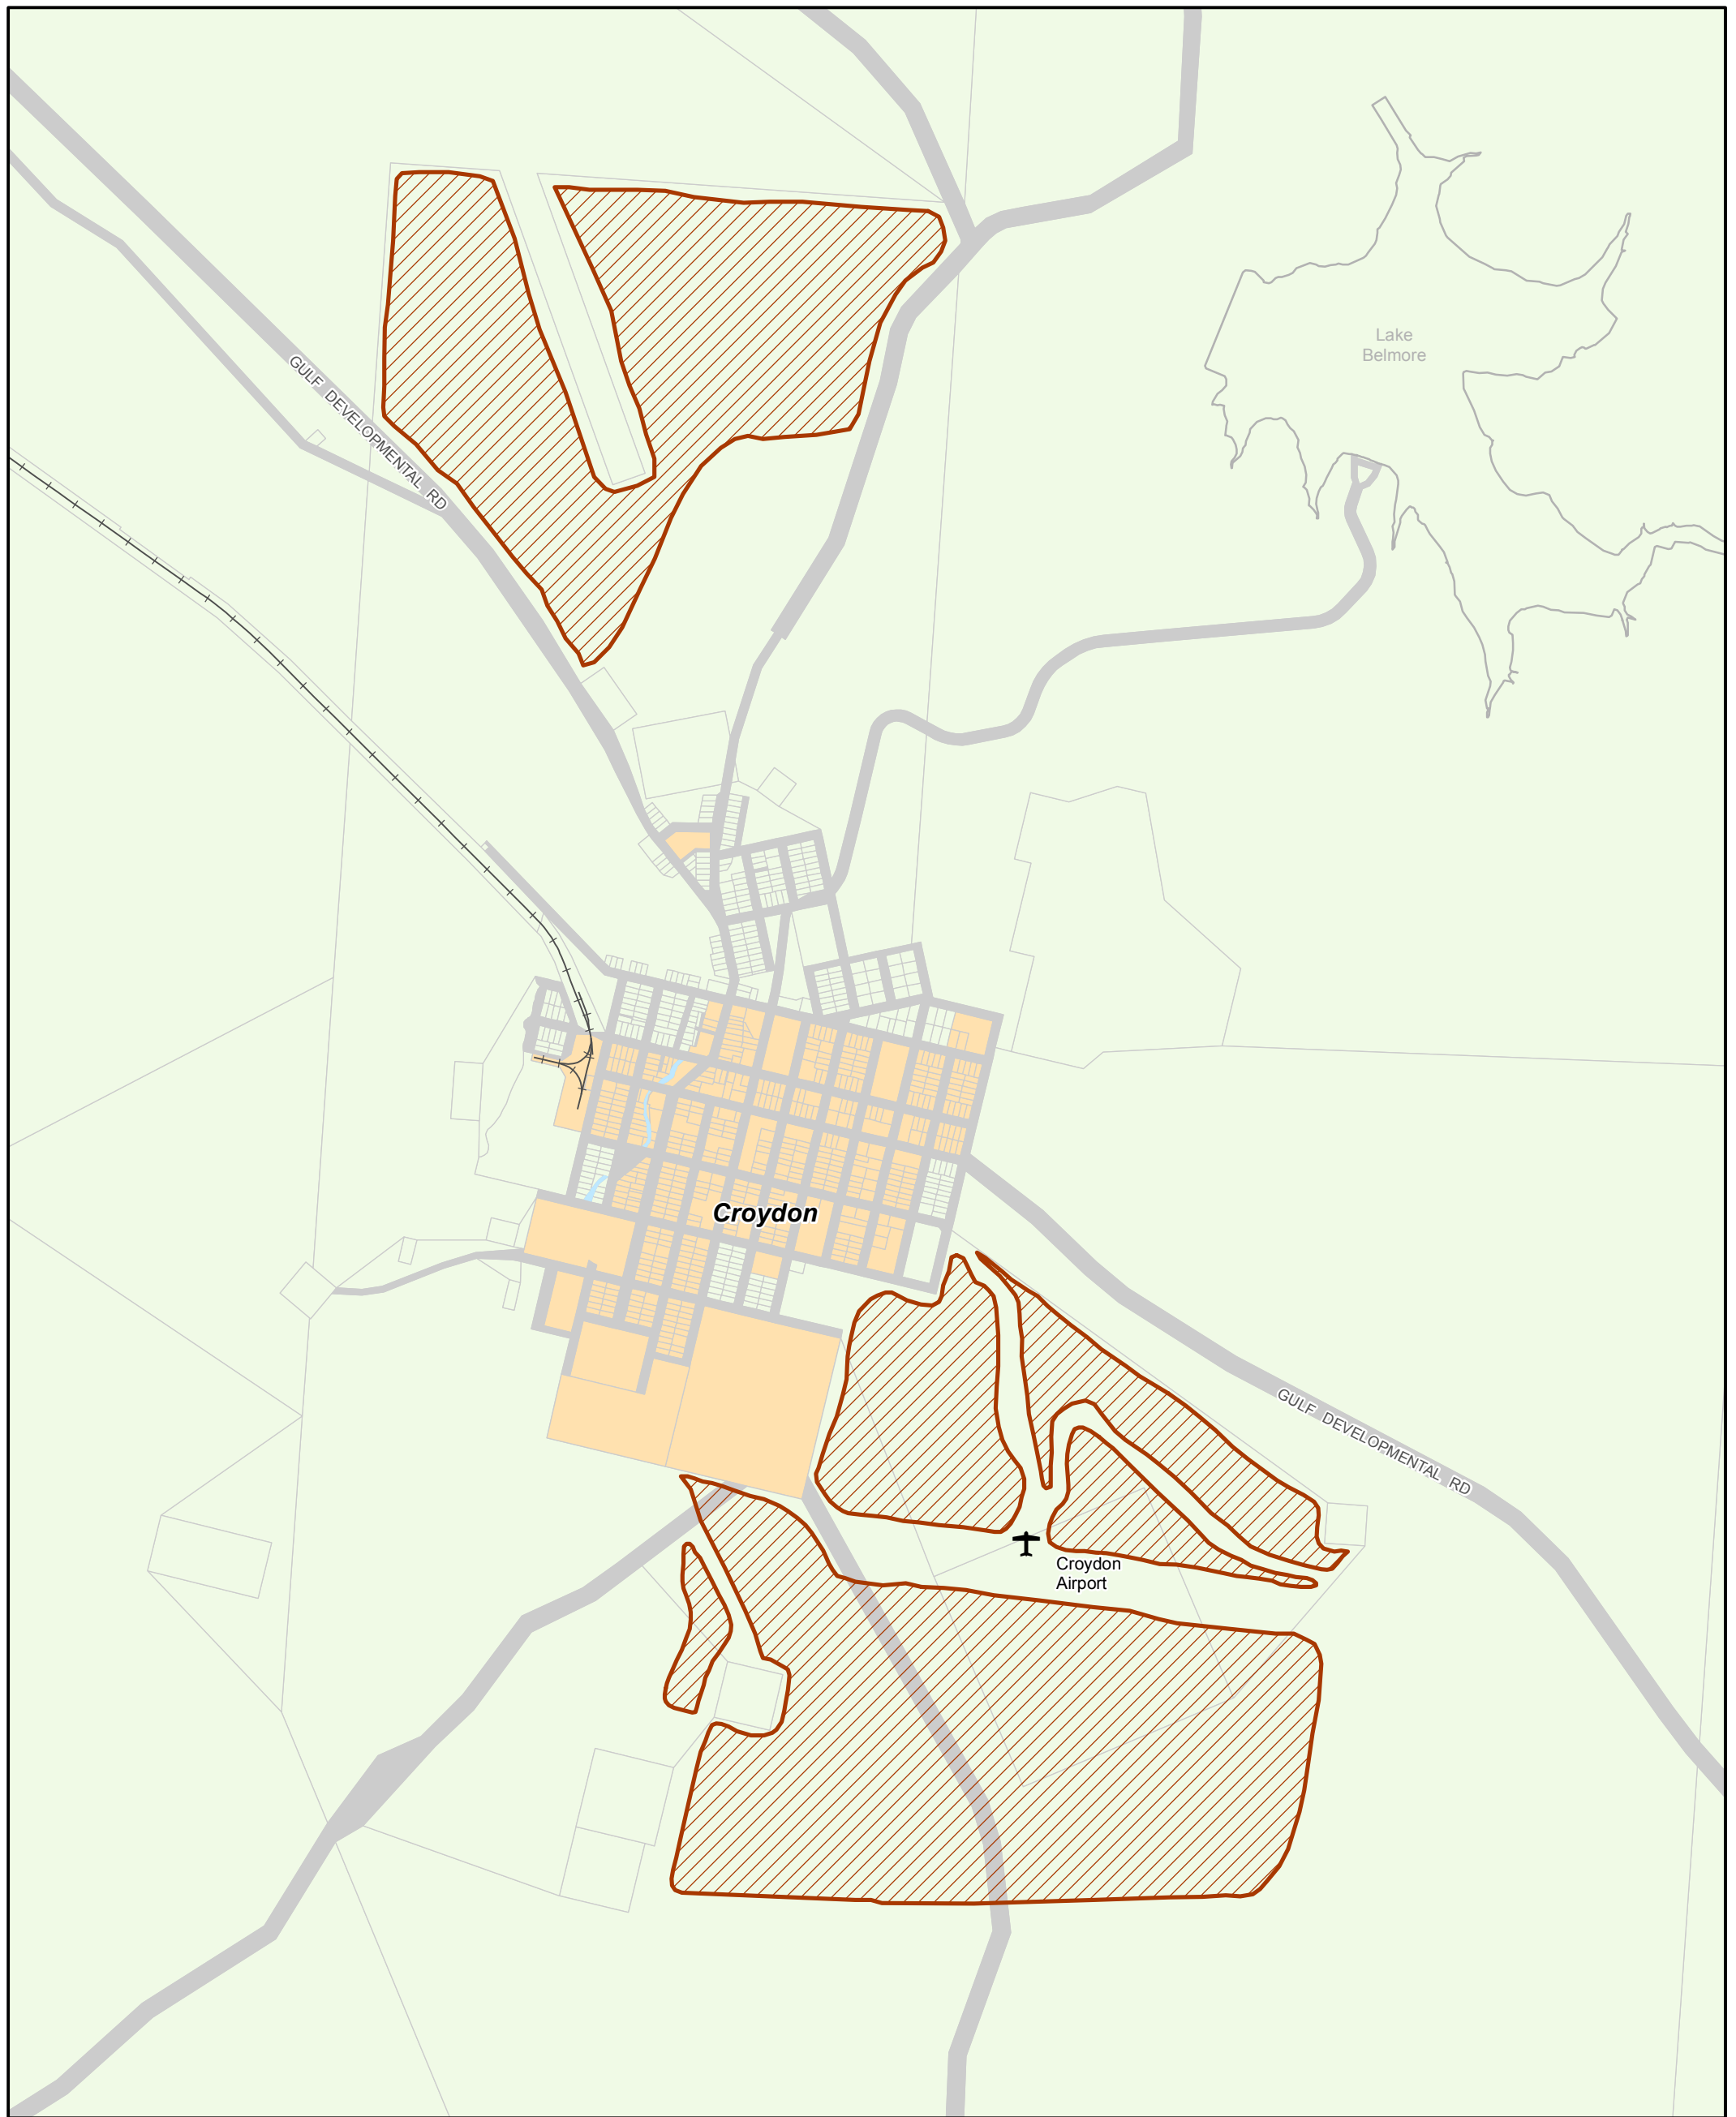 Lake
Belmore
GULF DEVELOPMENTAL RD
Croydon
GULF DEVELOPMENTAL RD
Croydon
Airport